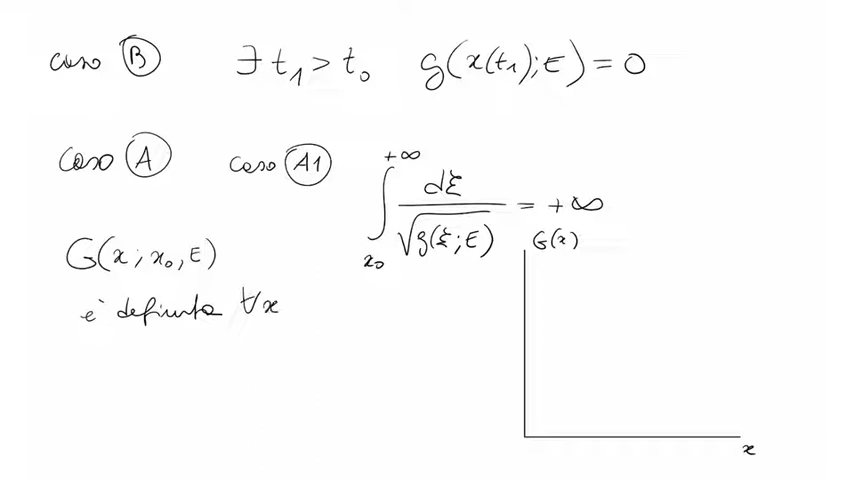 caso B ∃ t₁ > t₀ g(x(t₁);E) = 0
caso A caso A1 ∫_{x₀}^{+∞} dξ / √g(ξ;E) = +∞
G(x; x₀, E)
è definita ∀x
G(x)
x